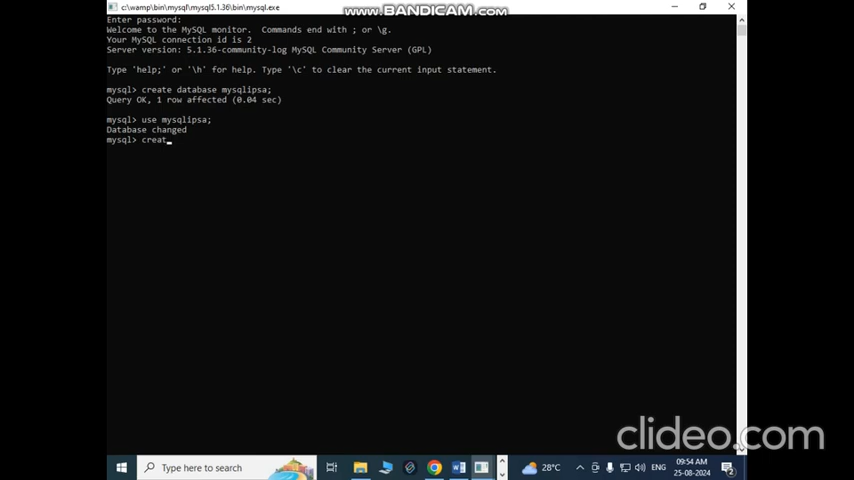 c:\wamp\bin\mysql\mysql5.1.36\bin\mysql.exe
www.BANDICAM.com
Enter password:
Welcome to the MySQL monitor.  Commands end with ; or \g.
Your MySQL connection id is 2
Server version: 5.1.36-community-log MySQL Community Server (GPL)
Type 'help;' or '\h' for help. Type '\c' to clear the current input statement.
mysql> create database mysqlipsa;
Query OK, 1 row affected (0.04 sec)
mysql> use mysqlipsa;
Database changed
mysql> creat_
clideo.com
Type here to search
28°C
ENG
09:54 AM
25-08-2024
2